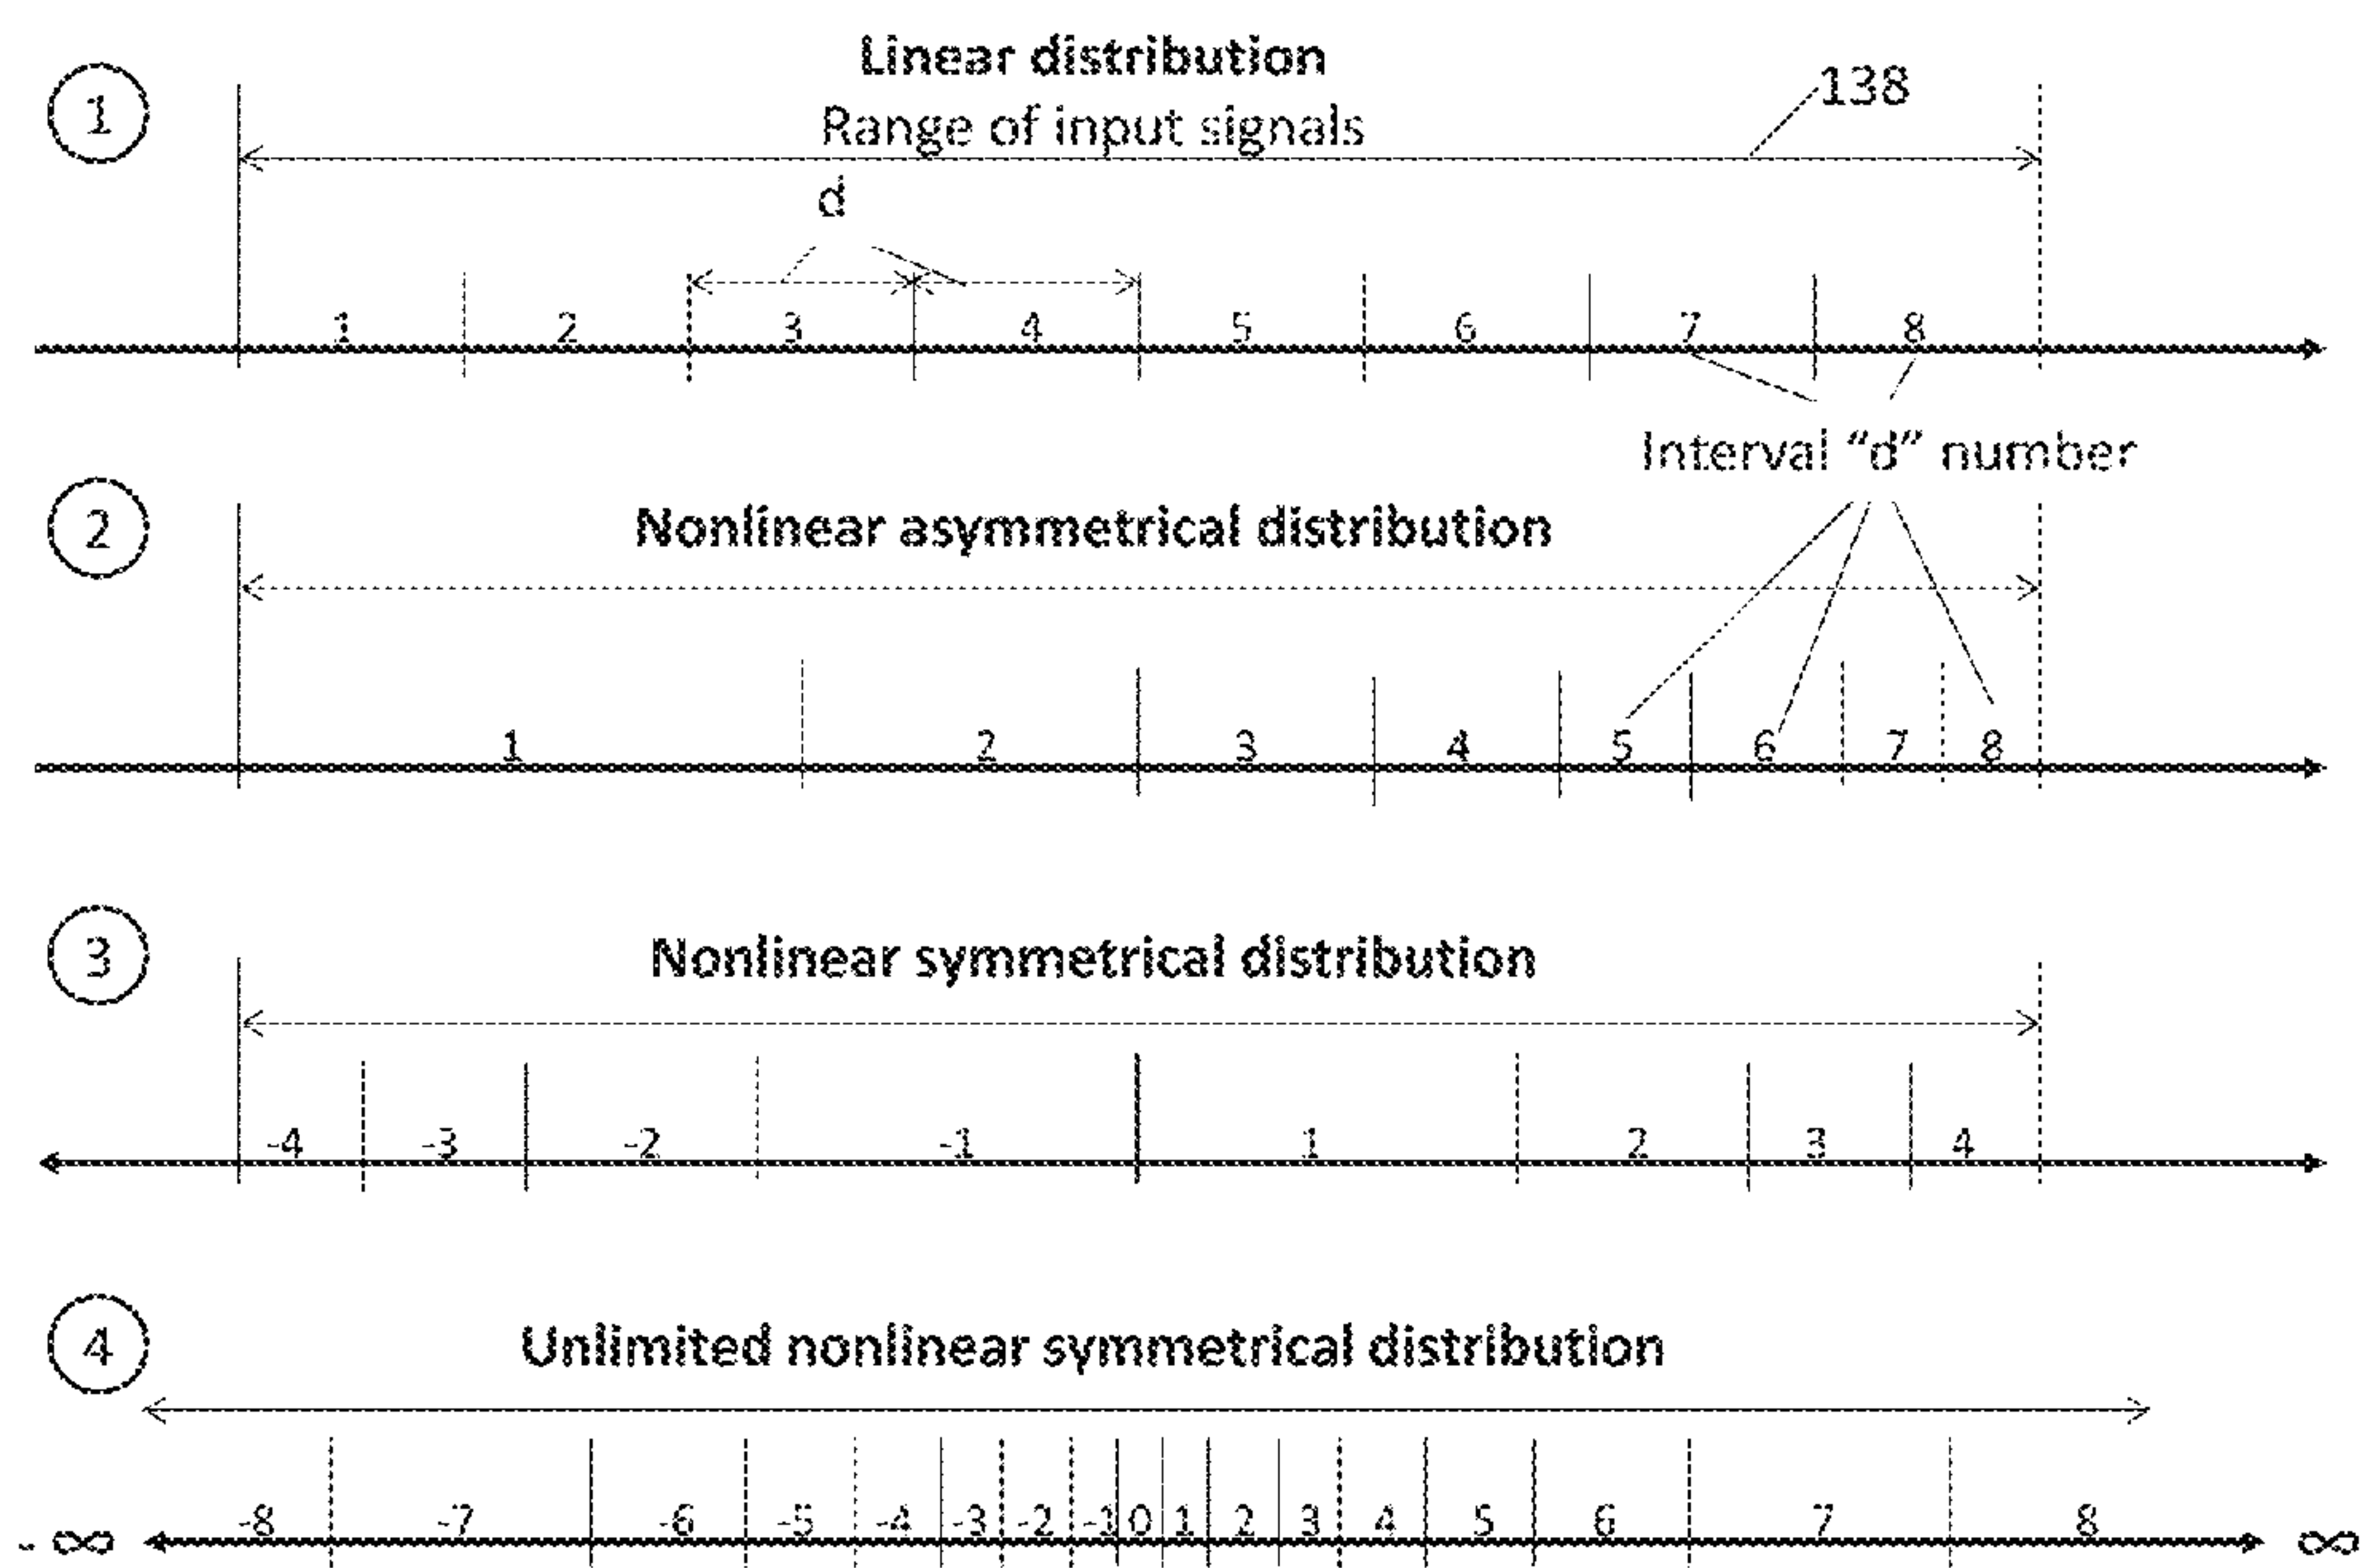 1
Linear distribution
138
Range of input signals
d
1 2 3 4 5 6 7 8
Interval "d" number
2
Nonlinear asymmetrical distribution
1 2 3 4 5 6 7 8
3
Nonlinear symmetrical distribution
-4 -3 -2 -1 1 2 3 4
4
Unlimited nonlinear symmetrical distribution
-8 -7 -6 -5 -4 -3 -2 -1 0 1 2 3 4 5 6 7 8
- ∞ ∞